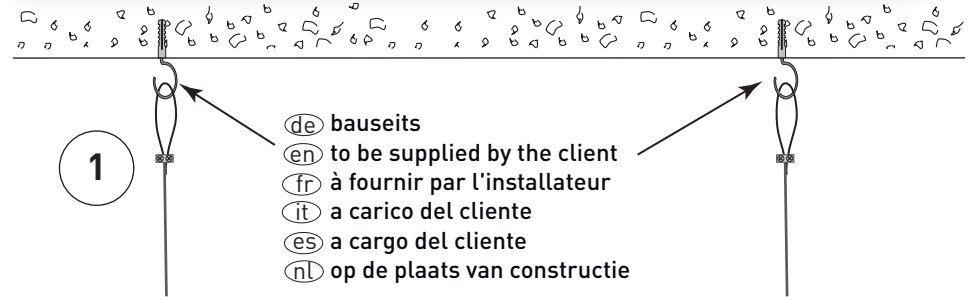 1
de bauseits
en to be supplied by the client
fr à fournir par l'installateur
it a carico del cliente
es a cargo del cliente
nl op de plaats van constructie